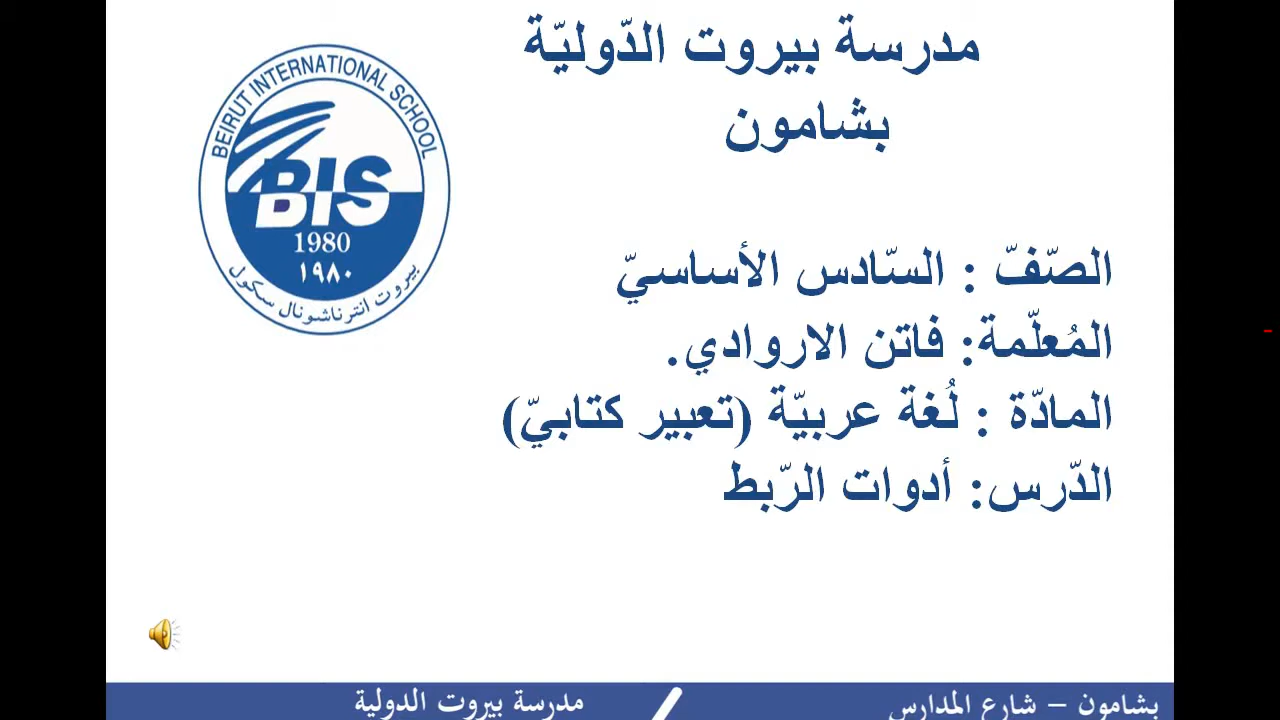 مدرسة بيروت الدّوليّة
بشامون
BEIRUT INTERNATIONAL SCHOOL
BIS
1980
١٩٨٠
بيروت انترناشونال سكول
الصّفّ : السّادس الأساسيّ
المُعلّمة: فاتن الاروادي.
المادّة : لُغة عربيّة (تعبير كتابيّ)
الدّرس: أدوات الرّبط
بشامون – شارع المدارس
مدرسة بيروت الدولية